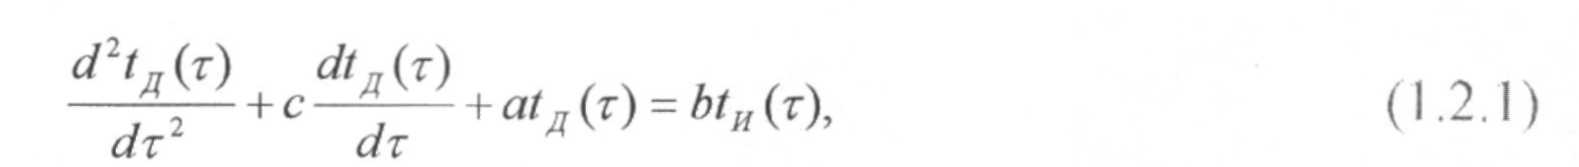 d²t_Д(τ)/dτ² + c dt_Д(τ)/dτ + at_Д(τ) = bt_И(τ), (1.2.1)